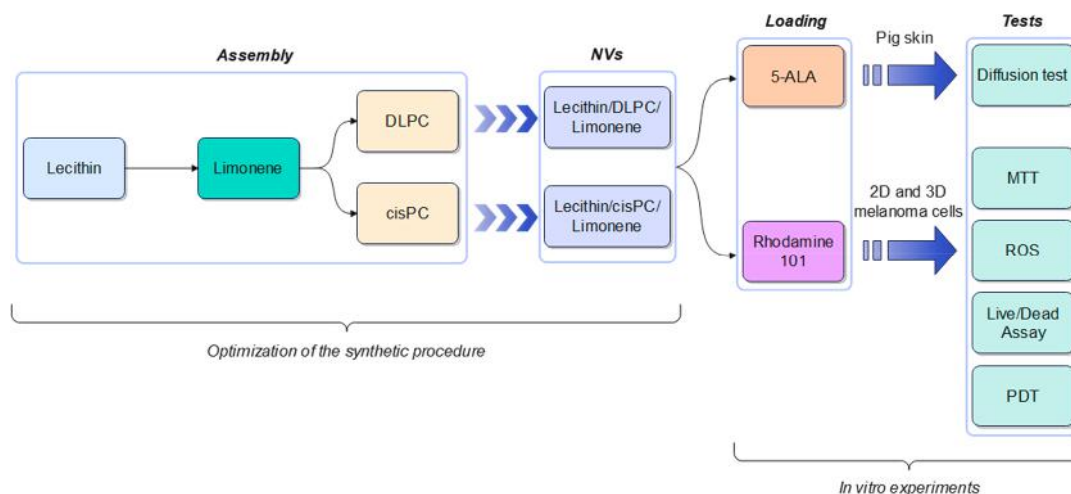 Assembly
NVs
Loading
Tests
Lecithin
Limonene
DLPC
cisPC
Lecithin/DLPC/
Limonene
Lecithin/cisPC/
Limonene
5-ALA
Rhodamine
101
Pig skin
2D and 3D
melanoma cells
Diffusion test
MTT
ROS
Live/Dead
Assay
PDT
Optimization of the synthetic procedure
In vitro experiments